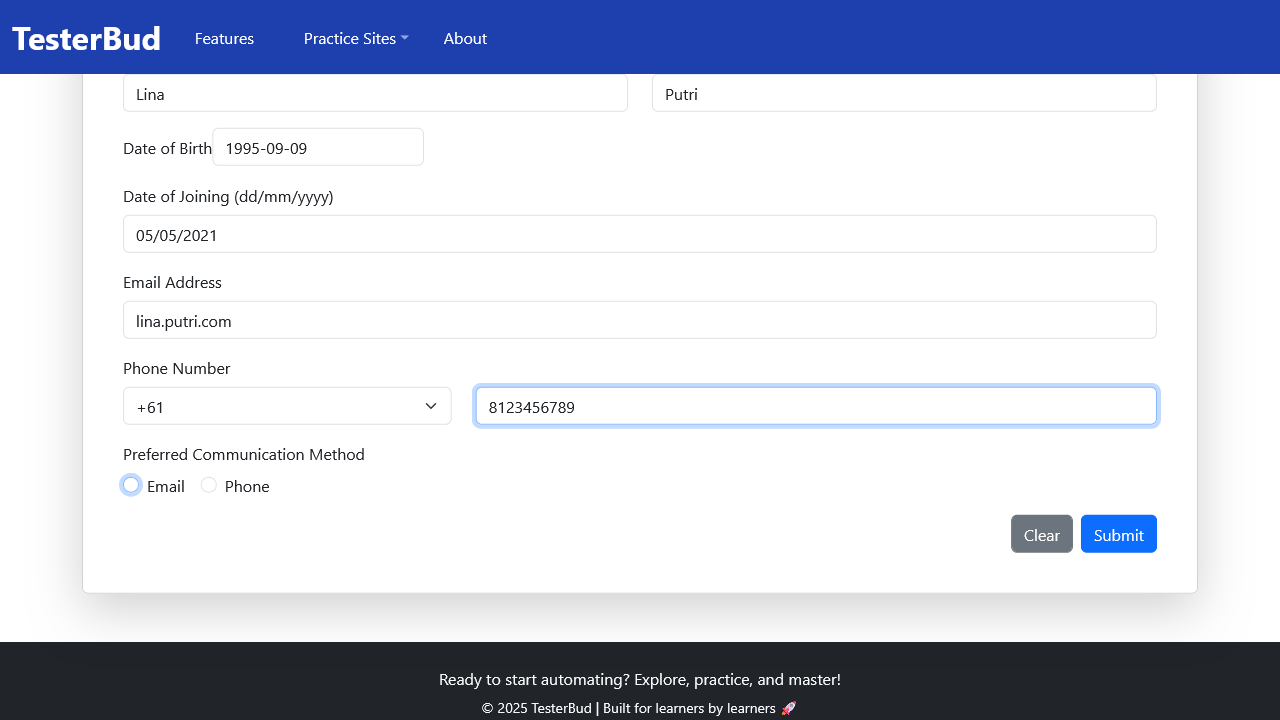 TesterBud Features Practice Sites About
Lina Putri
Date of Birth 1995-09-09
Date of Joining (dd/mm/yyyy)
05/05/2021
Email Address
lina.putri.com
Phone Number
+61 8123456789
Preferred Communication Method
Email Phone
Clear Submit
Ready to start automating? Explore, practice, and master!
© 2025 TesterBud | Built for learners by learners 🚀